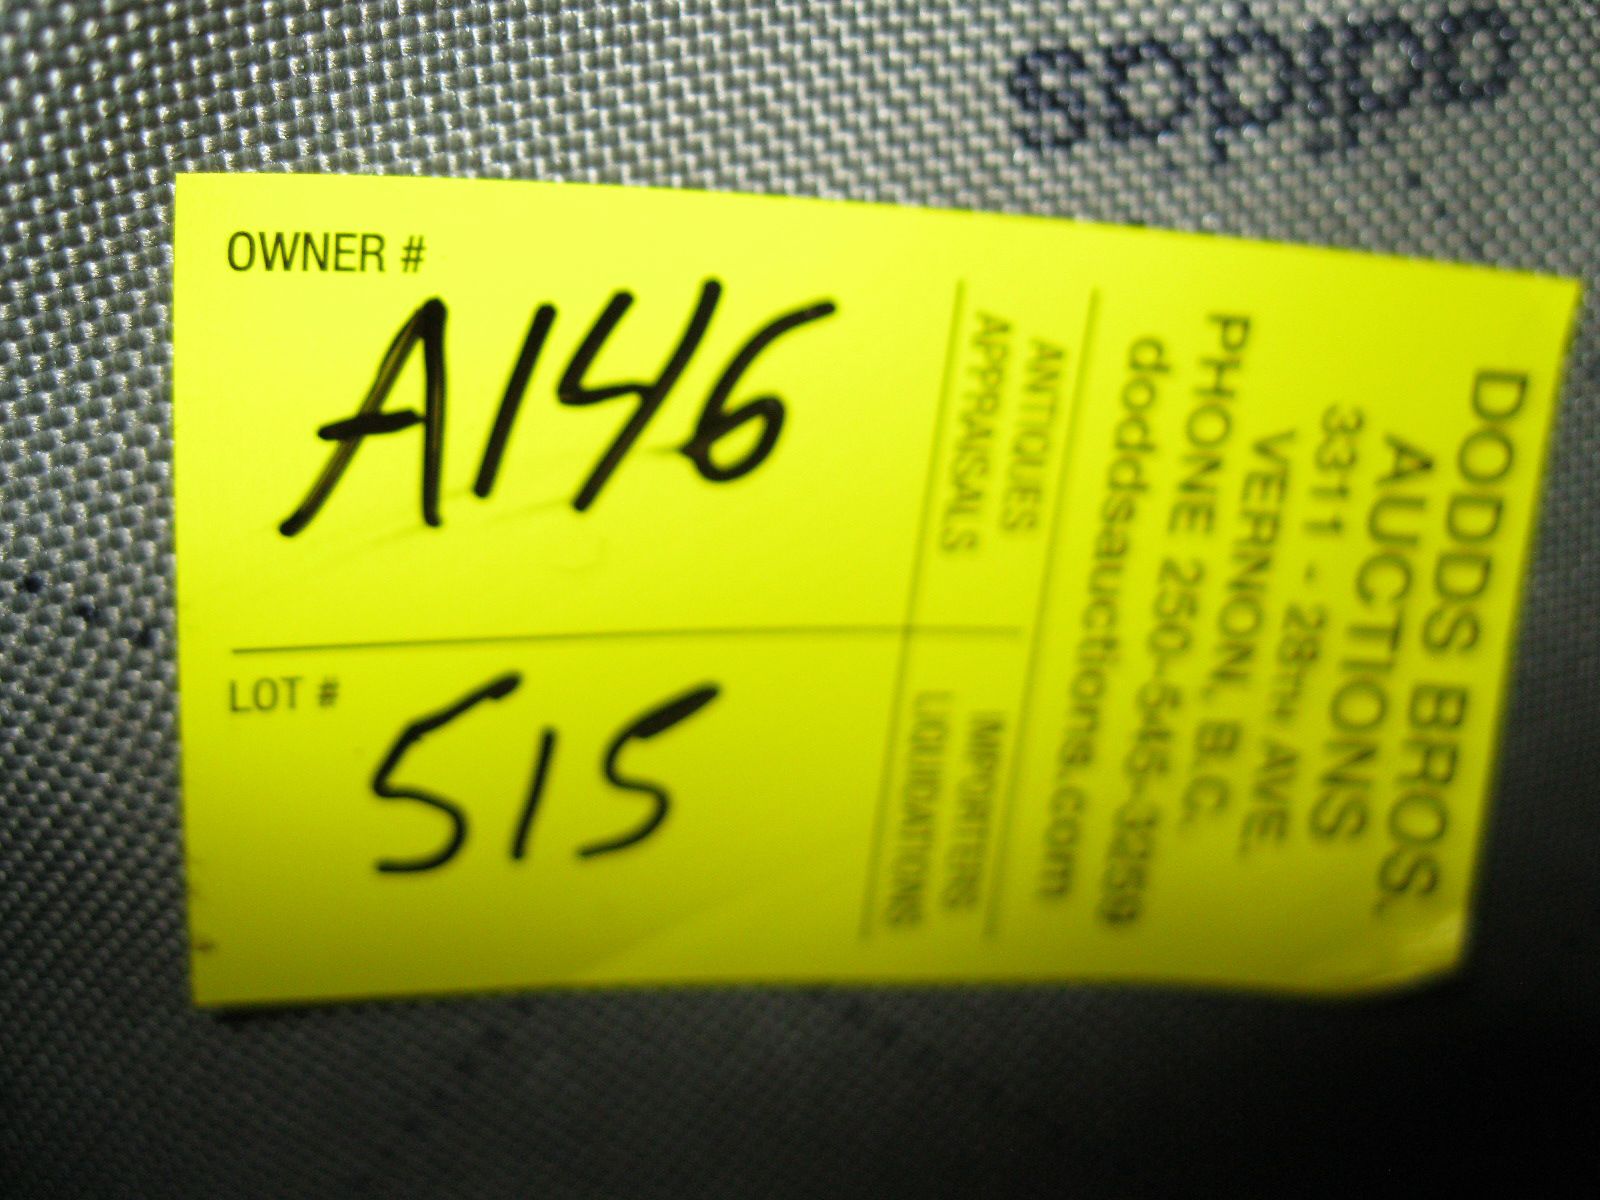 adidas
OWNER #
A146
LOT #
515
DODDS BROS.
AUCTIONS
3311 - 28TH AVE.
VERNON, B.C.
PHONE 250-545-3259
doddsauctions.com
ANTIQUES
APPRAISALS
IMPORTERS
LIQUIDATIONS